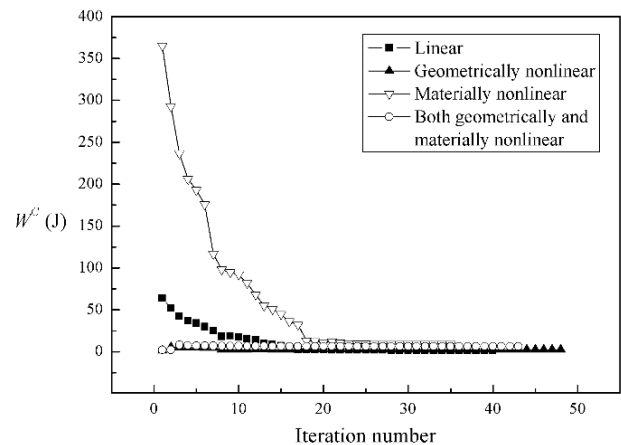 400
350
300
250
200
150
100
50
0
W^C (J)
Linear
Geometrically nonlinear
Materially nonlinear
Both geometrically and
materially nonlinear
0 10 20 30 40 50
Iteration number